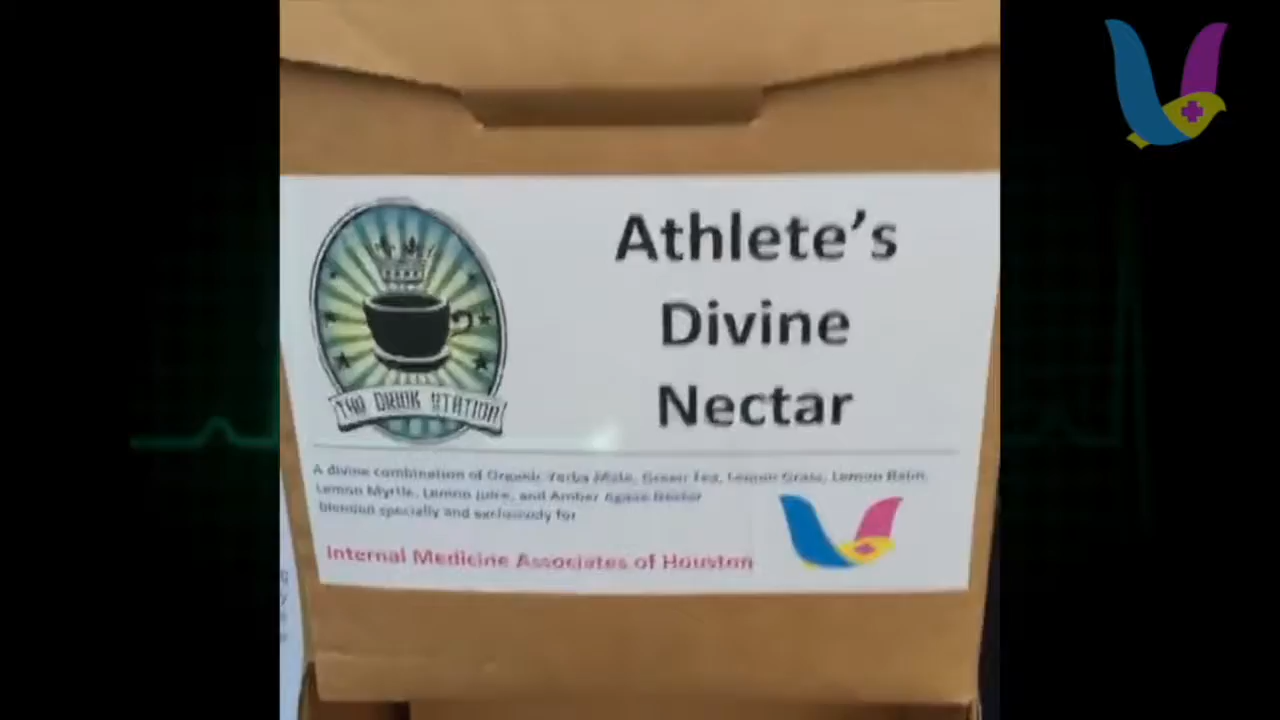 Athlete's
Divine
Nectar
THE DRINK STATION
A divine combination of Organic Yerba Mate, Green Tea, Lemon Grass, Lemon Balm,
Lemon Myrtle, Lemon Juice, and Amber Agave Nectar
blended specially and exclusively for
Internal Medicine Associates of Houston